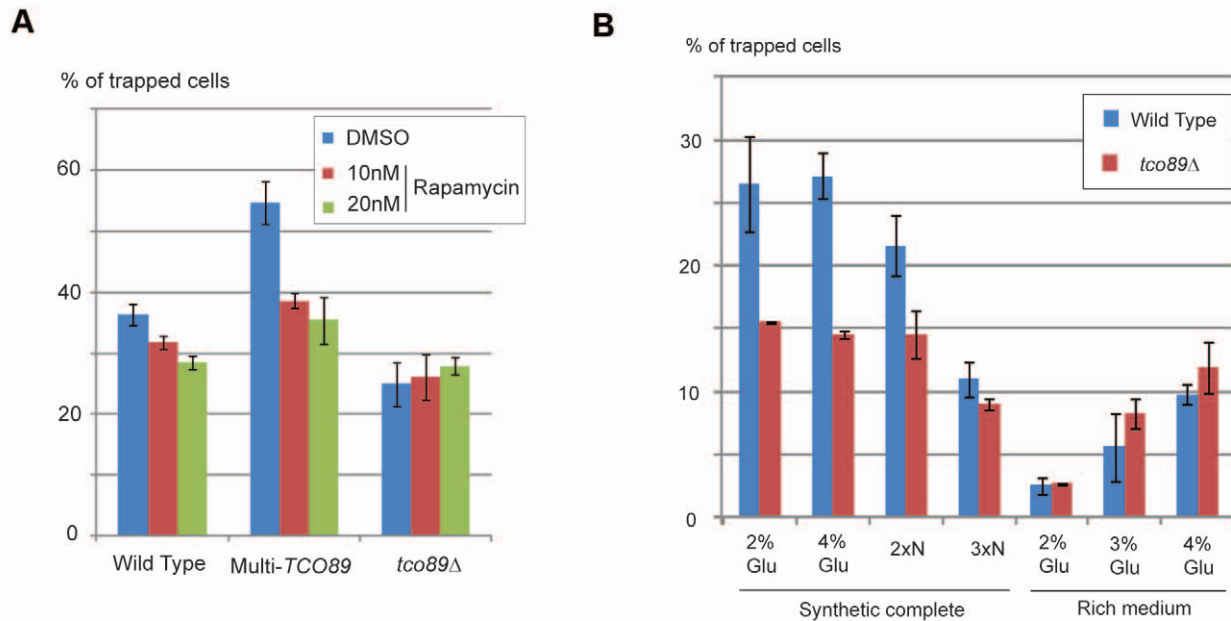 A
% of trapped cells
60
40
20
0
DMSO
10nM
20nM
Rapamycin
Wild Type
Multi-TCO89
tco89Δ
B
% of trapped cells
30
20
10
0
Wild Type
tco89Δ
2% Glu
4% Glu
2xN
3xN
2% Glu
3% Glu
4% Glu
Synthetic complete
Rich medium